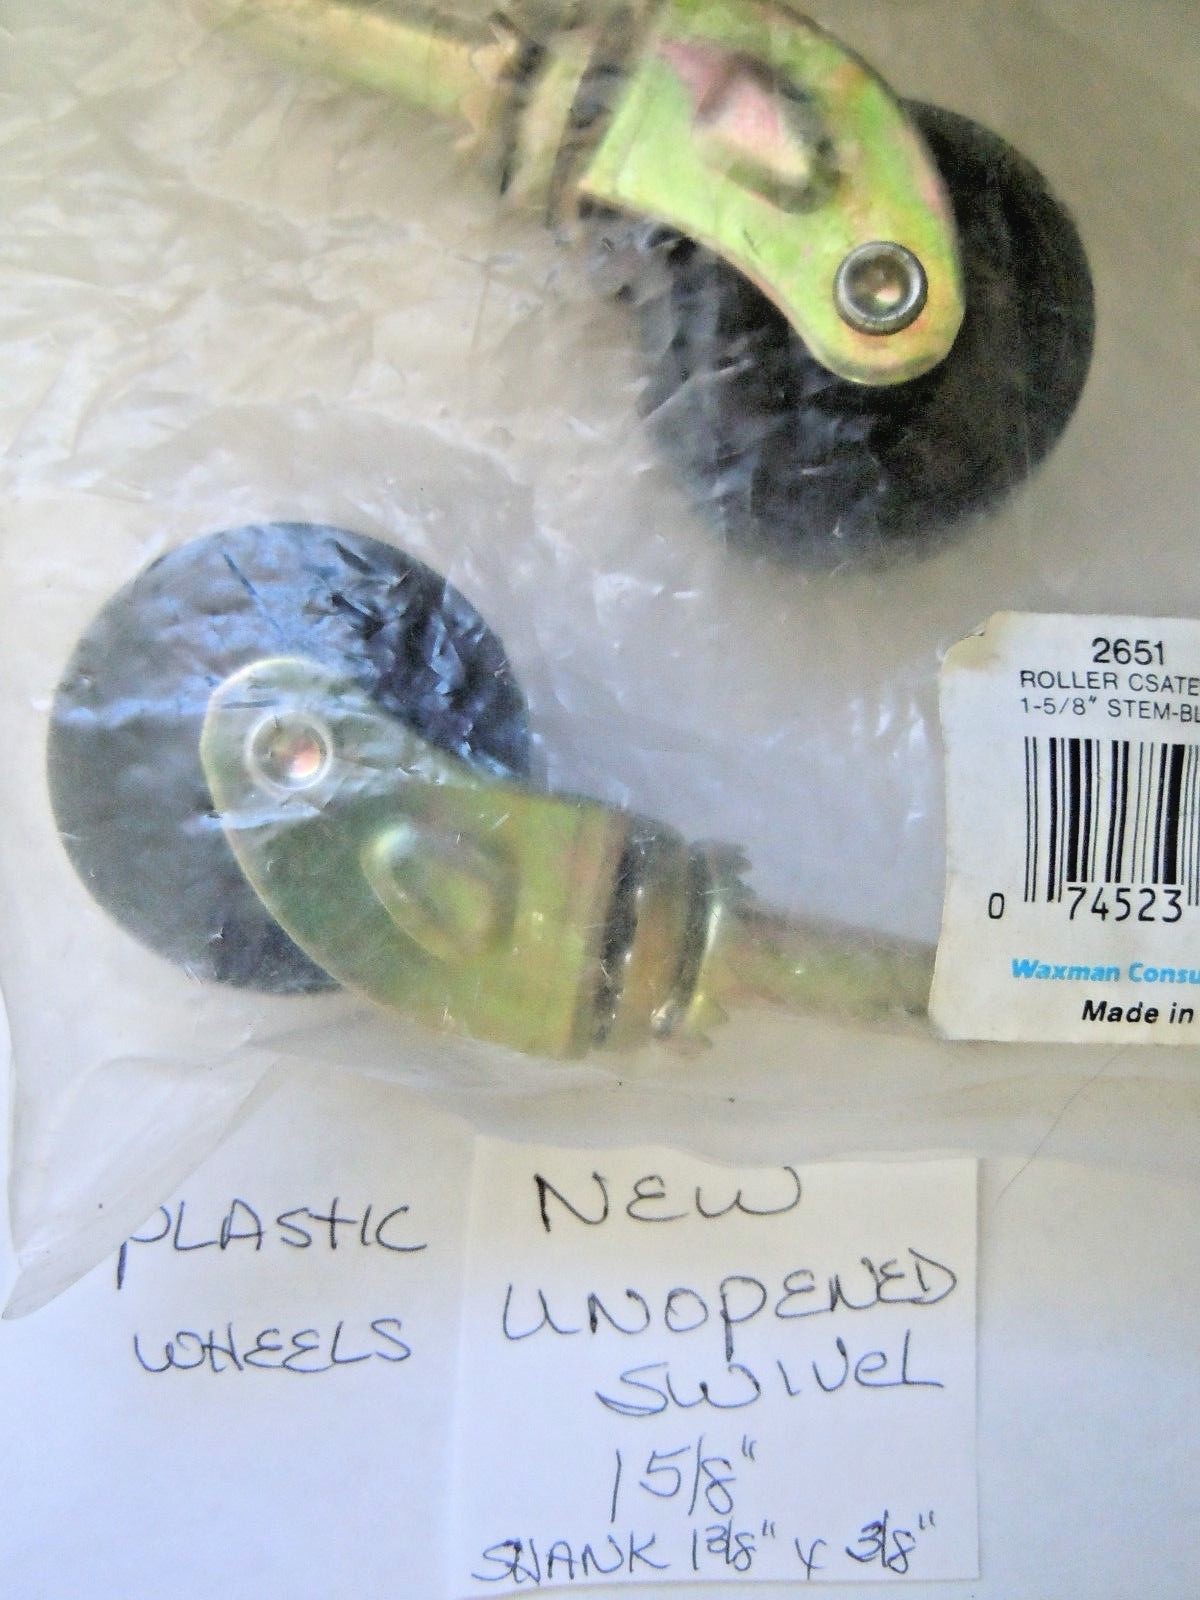 2651
ROLLER CSATE
1-5/8" STEM-BL
0 74523
Waxman Consu
Made in
PLASTIC
WHEELS
NEW
UNOPENED
SWIVEL
1 5/8"
SHANK 1 3/8" x 3/8"